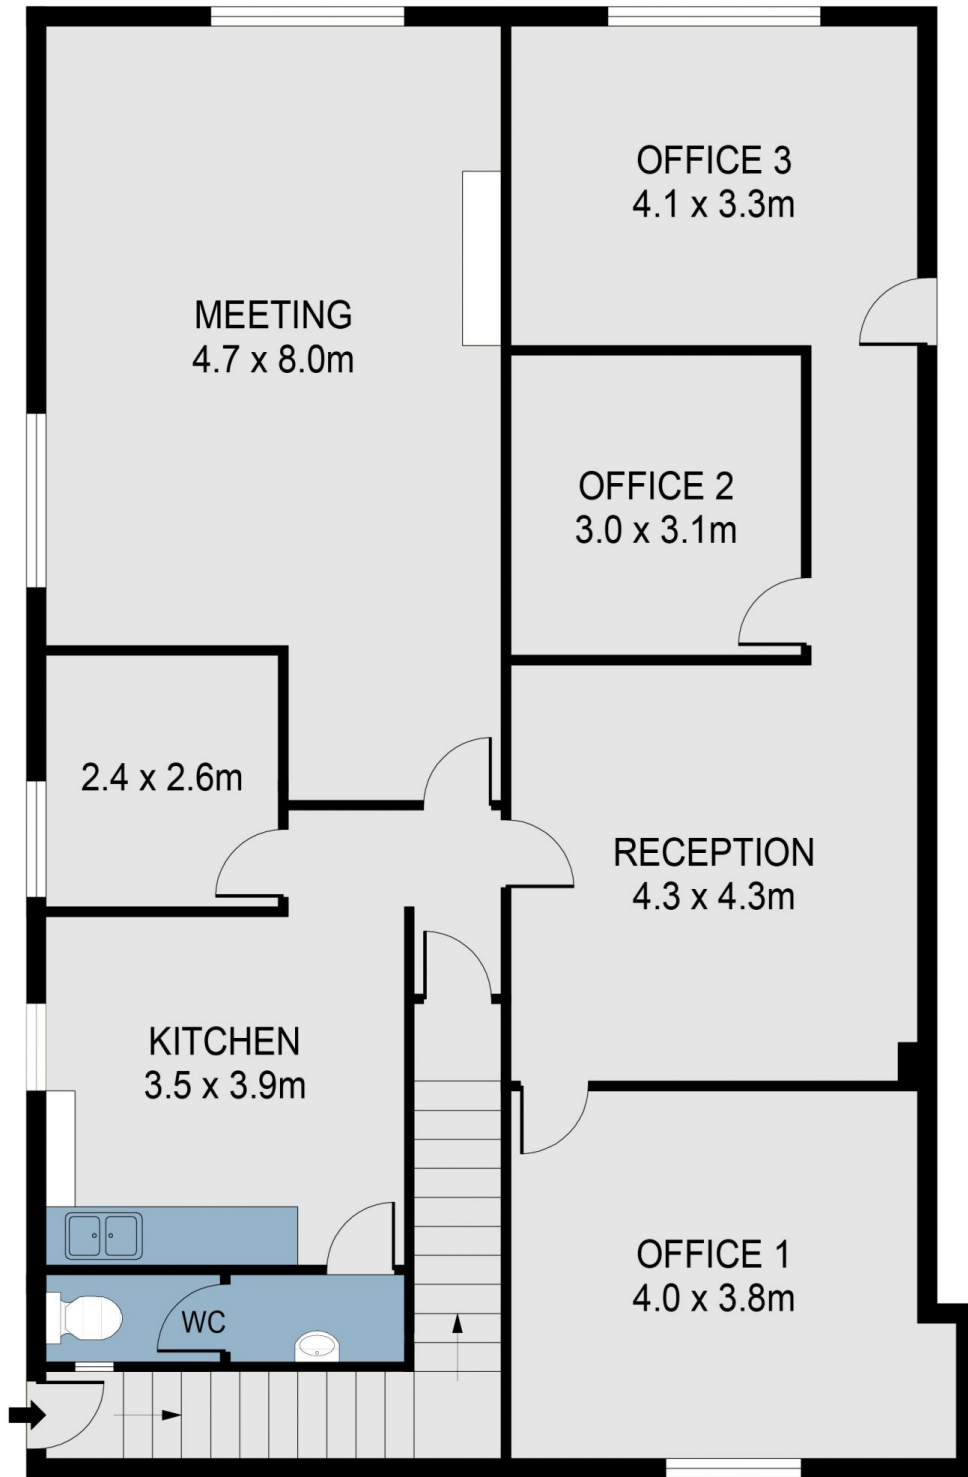 OFFICE 3
4.1 x 3.3m
MEETING
4.7 x 8.0m
OFFICE 2
3.0 x 3.1m
2.4 x 2.6m
RECEPTION
4.3 x 4.3m
KITCHEN
3.5 x 3.9m
OFFICE 1
4.0 x 3.8m
WC